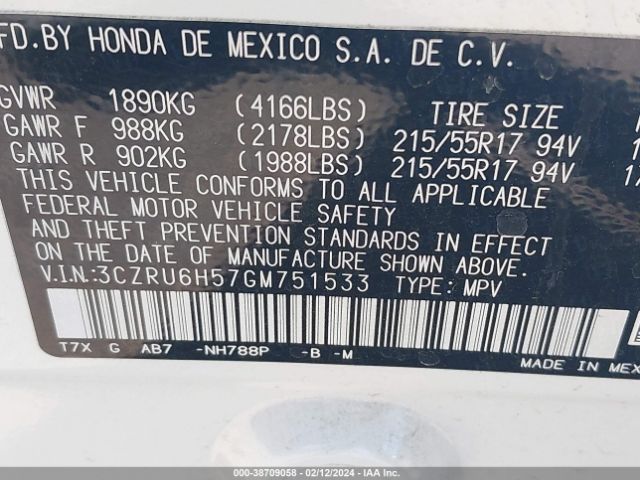 FD.BY HONDA DE MEXICO S.A. DE C.V.
GVWR 1890KG (4166LBS) TIRE SIZE
GAWR F 988KG (2178LBS) 215/55R17 94V
GAWR R 902KG (1988LBS) 215/55R17 94V
THIS VEHICLE CONFORMS TO ALL APPLICABLE
FEDERAL MOTOR VEHICLE SAFETY
AND THEFT PREVENTION STANDARDS IN EFFECT
ON THE DATE OF MANUFACTURE SHOWN ABOVE.
V.I.N.:3CZRU6H57GM751533 TYPE: MPV
T7X G AB7 -NH788P -B -M
MADE IN MEX
000-38709058 - 02/12/2024 - IAAI.com